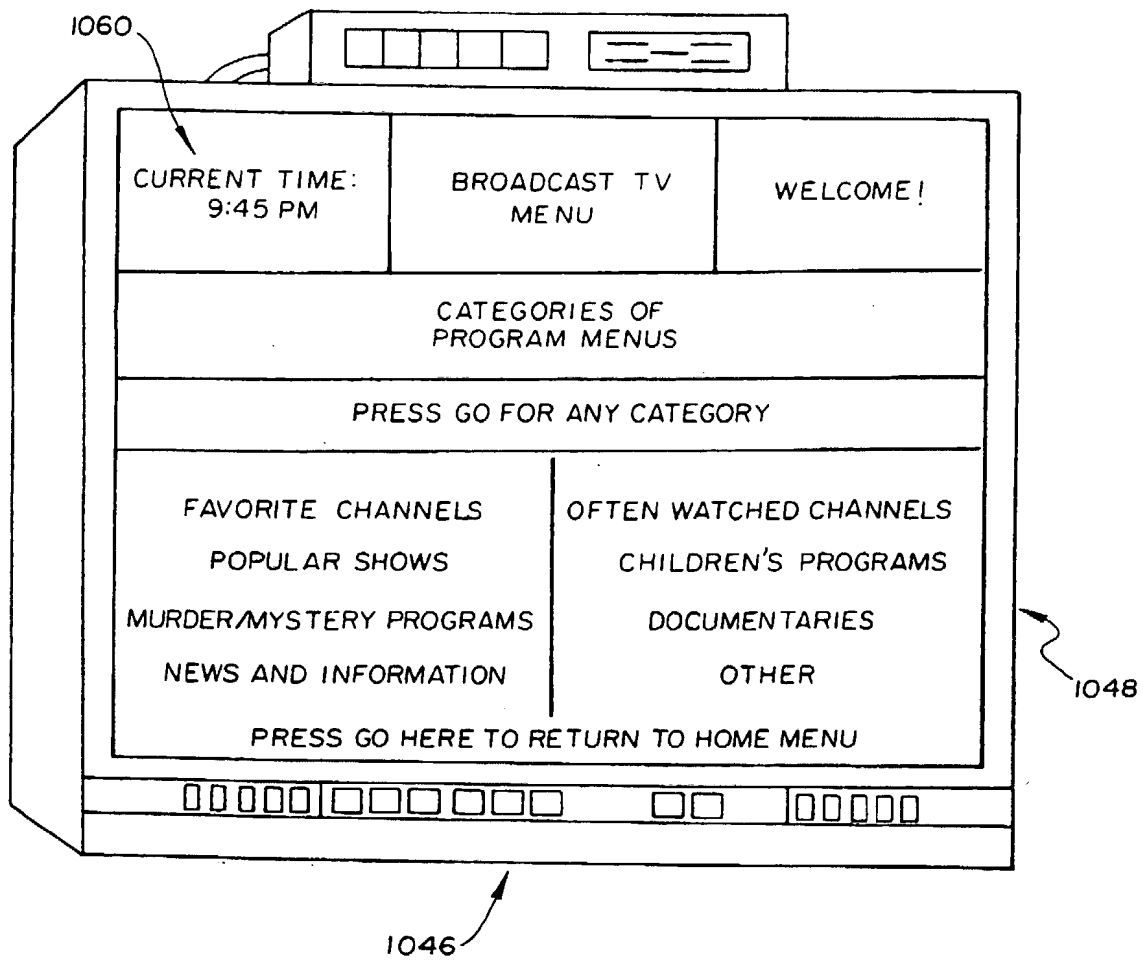 1060
CURRENT TIME:
9:45 PM
BROADCAST TV
MENU
WELCOME!
CATEGORIES OF
PROGRAM MENUS
PRESS GO FOR ANY CATEGORY
FAVORITE CHANNELS
POPULAR SHOWS
MURDER/MYSTERY PROGRAMS
NEWS AND INFORMATION
OFTEN WATCHED CHANNELS
CHILDREN'S PROGRAMS
DOCUMENTARIES
OTHER
PRESS GO HERE TO RETURN TO HOME MENU
1048
1046